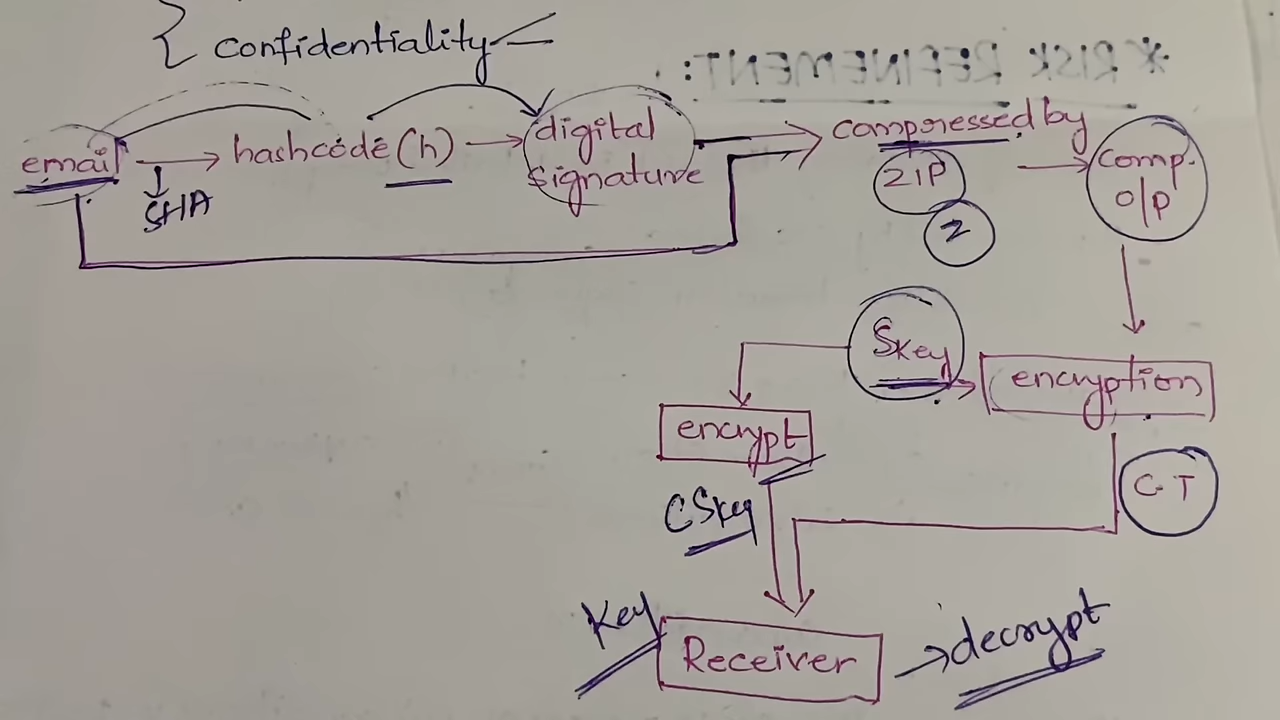 confidentiality
* RISK REFINEMENT:
email → hashcode (h) → digital signature
compressed by
ZIP
Z
Comp. O/P
SHA
Skey
encryption
encrypt
C.T
CSkey
Key
Receiver → decrypt